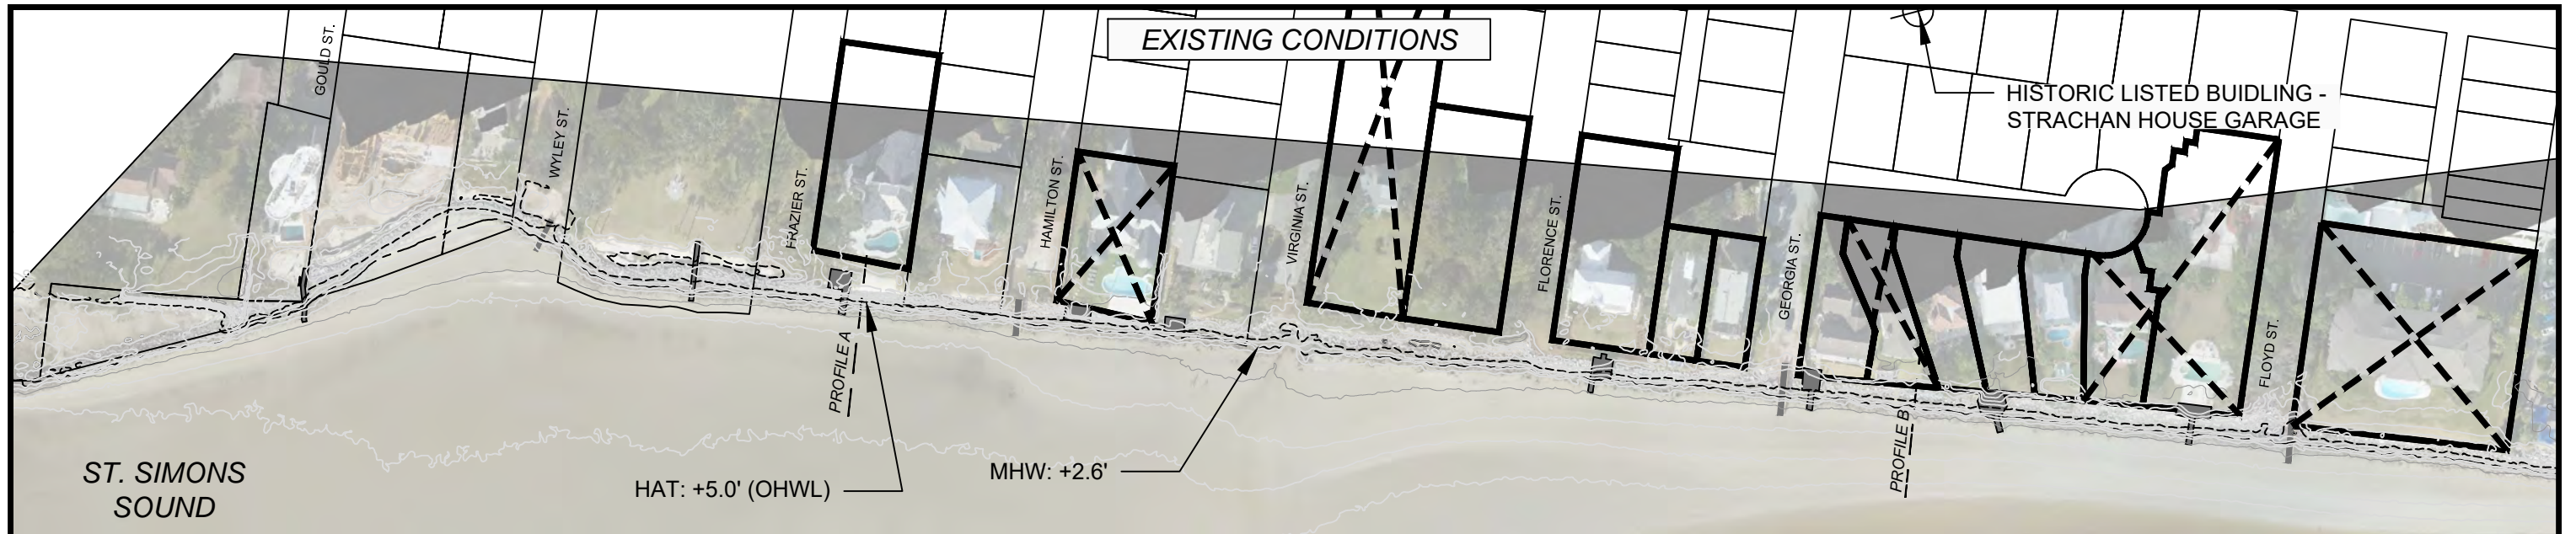 EXISTING CONDITIONS
GOULD ST.
WYLEY ST.
FRAZIER ST.
HAMILTON ST.
VIRGINIA ST.
FLORENCE ST.
GEORGIA ST.
FLOYD ST.
HISTORIC LISTED BUIDLING -
STRACHAN HOUSE GARAGE
PROFILE A
PROFILE B
ST. SIMONS
SOUND
HAT: +5.0' (OHWL)
MHW: +2.6'